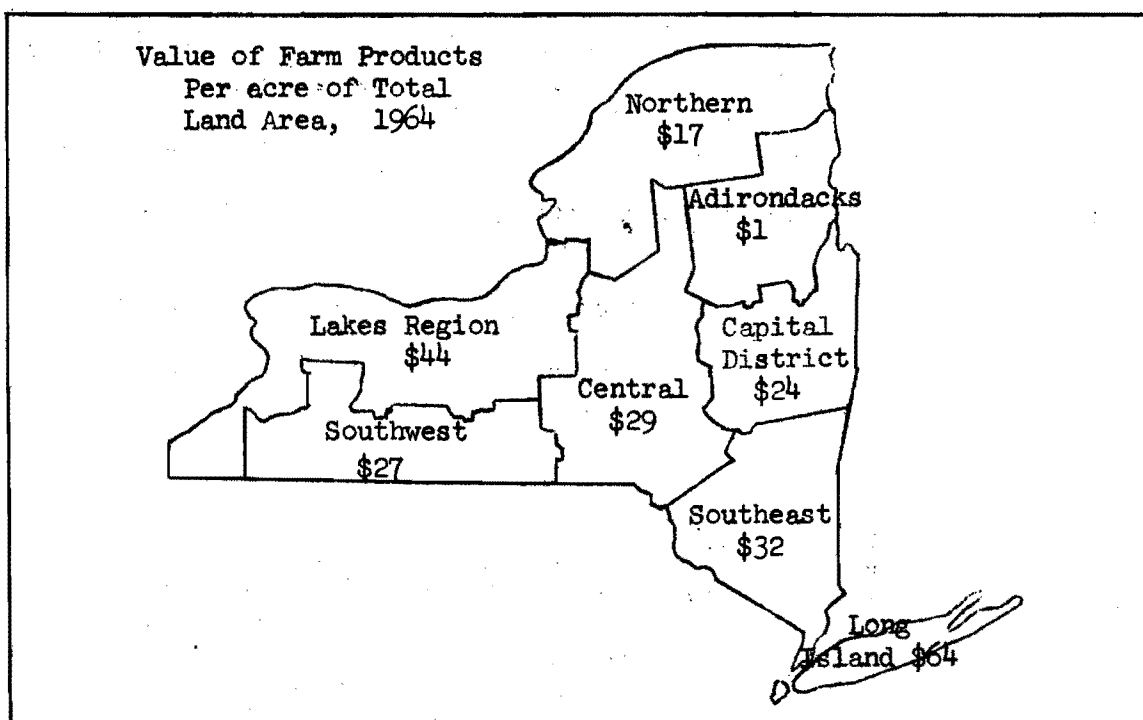 Value of Farm Products
Per acre of Total
Land Area, 1964
Northern
$17
Adirondacks
$1
Lakes Region
$44
Capital
District
$24
Central
$29
Southwest
$27
Southeast
$32
Long
Island $64